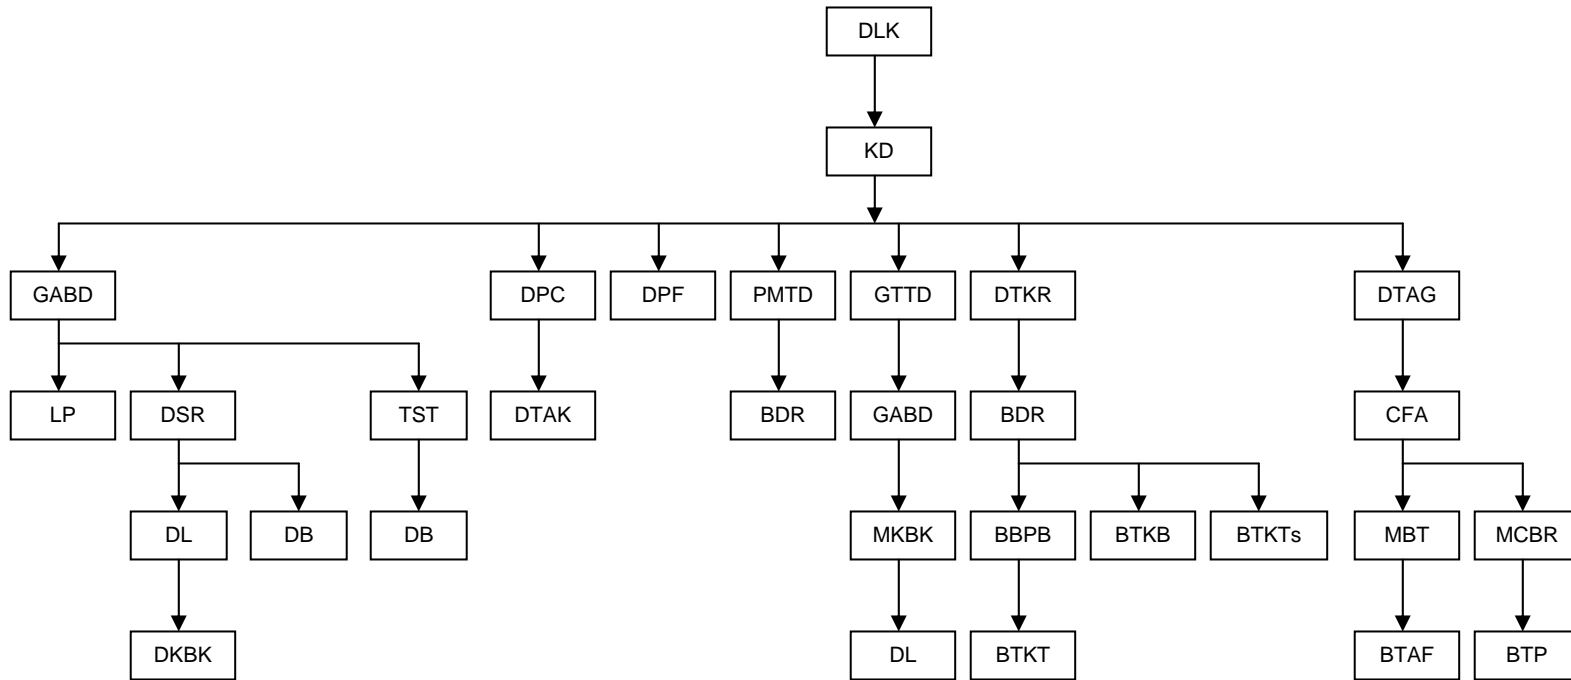 DLK
KD
GABD DPC DPF PMTD GTTD DTKR DTAG
LP DSR TST DTAK BDR GABD BDR CFA
DL DB DB MKBK BBPB BTKB BTKTs MBT MCBR
DKBK DL BTKT BTAF BTP